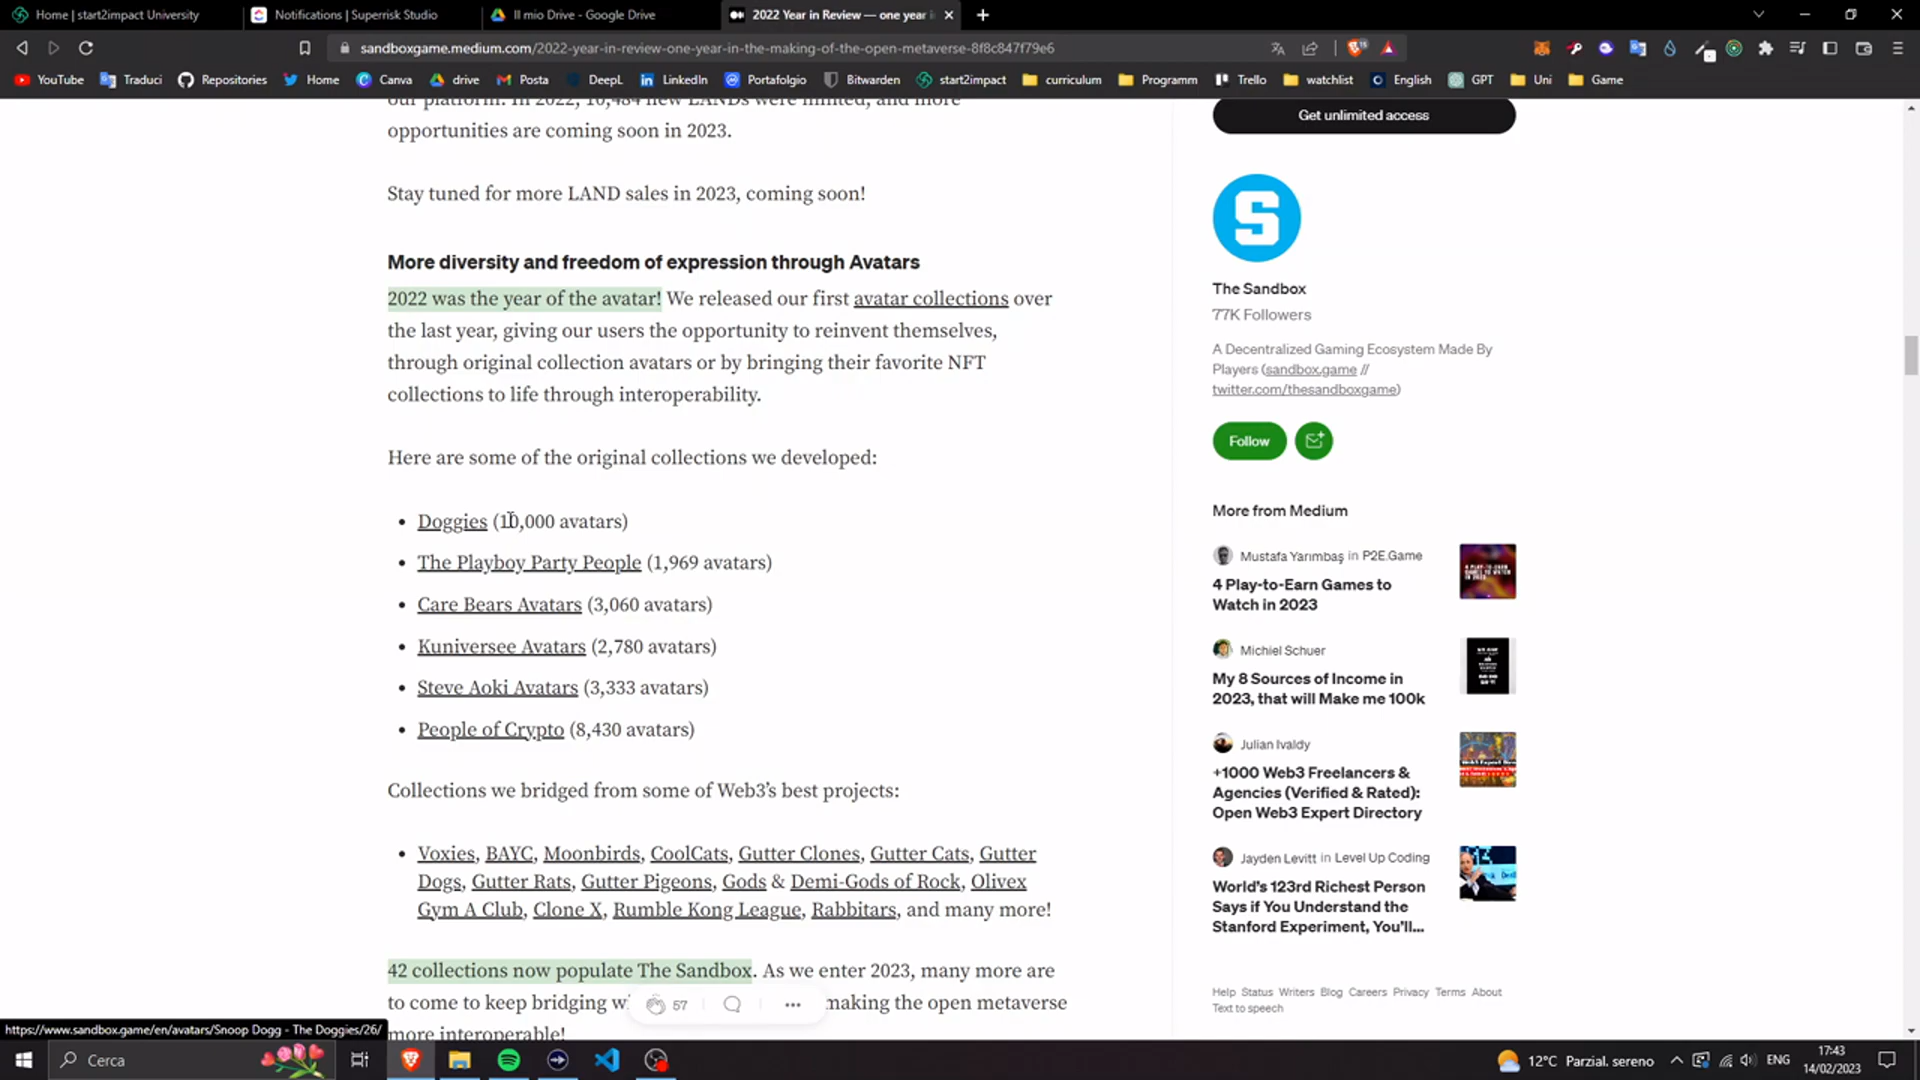 Home | start2impact University
Notifications | Superrisk Studio
Il mio Drive - Google Drive
2022 Year in Review — one year in
sandboxgame.medium.com/2022-year-in-review-one-year-in-the-making-of-the-open-metaverse-8f8c847f79e6
YouTube Traduci Repositories Home Canva drive Posta DeepL LinkedIn Portafolgio Bitwarden start2impact curriculum Programm Trello watchlist English GPT Uni Game
our platform. In 2022, 10,484 new LANDs were minted, and more
opportunities are coming soon in 2023.
Stay tuned for more LAND sales in 2023, coming soon!
More diversity and freedom of expression through Avatars
2022 was the year of the avatar! We released our first avatar collections over
the last year, giving our users the opportunity to reinvent themselves,
through original collection avatars or by bringing their favorite NFT
collections to life through interoperability.
Here are some of the original collections we developed:
• Doggies (10,000 avatars)
• The Playboy Party People (1,969 avatars)
• Care Bears Avatars (3,060 avatars)
• Kuniversee Avatars (2,780 avatars)
• Steve Aoki Avatars (3,333 avatars)
• People of Crypto (8,430 avatars)
Collections we bridged from some of Web3's best projects:
• Voxies, BAYC, Moonbirds, CoolCats, Gutter Clones, Gutter Cats, Gutter
Dogs, Gutter Rats, Gutter Pigeons, Gods & Demi-Gods of Rock, Olivex
Gym A Club, Clone X, Rumble Kong League, Rabbitars, and many more!
42 collections now populate The Sandbox. As we enter 2023, many more are
to come to keep bridging making the open metaverse
more interoperable!
57
Get unlimited access
S
The Sandbox
77K Followers
A Decentralized Gaming Ecosystem Made By
Players (sandbox.game //
twitter.com/thesandboxgame)
Follow
More from Medium
Mustafa Yarımbaş in P2E.Game
4 Play-to-Earn Games to
Watch in 2023
Michiel Schuer
My 8 Sources of Income in
2023, that will Make me 100k
Julian Ivaldy
+1000 Web3 Freelancers &
Agencies (Verified & Rated):
Open Web3 Expert Directory
Jayden Levitt in Level Up Coding
World's 123rd Richest Person
Says if You Understand the
Stanford Experiment, You'll...
Help Status Writers Blog Careers Privacy Terms About
Text to speech
https://www.sandbox.game/en/avatars/Snoop Dogg - The Doggies/26/
Cerca
12°C Parzial. sereno
ENG
17:43
14/02/2023